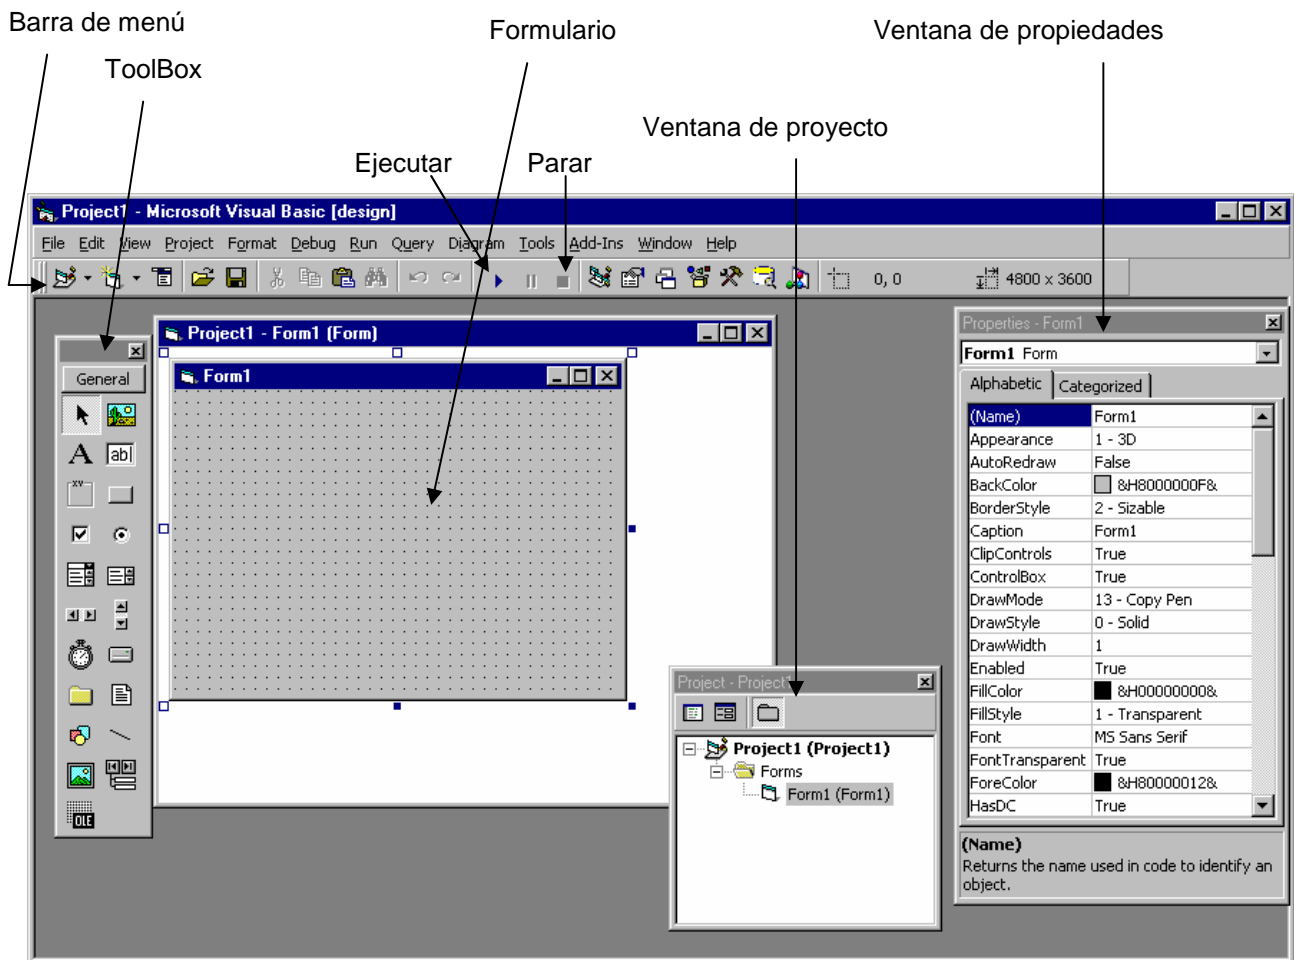 Barra de menú
Formulario
Ventana de propiedades
ToolBox
Ventana de proyecto
Ejecutar
Parar
Project1 - Microsoft Visual Basic [design]
File Edit View Project Format Debug Run Query Diagram Tools Add-Ins Window Help
0, 0
4800 x 3600
Project1 - Form1 (Form)
General
Form1
A
ab|
xv
OLE
Properties - Form1
Form1 Form
Alphabetic Categorized
(Name) Form1
Appearance 1 - 3D
AutoRedraw False
BackColor &H8000000F&
BorderStyle 2 - Sizable
Caption Form1
ClipControls True
ControlBox True
DrawMode 13 - Copy Pen
DrawStyle 0 - Solid
DrawWidth 1
Enabled True
FillColor &H00000000&
FillStyle 1 - Transparent
Font MS Sans Serif
FontTransparent True
ForeColor &H80000012&
HasDC True
(Name)
Returns the name used in code to identify an
object.
Project - Project1
Project1 (Project1)
Forms
Form1 (Form1)